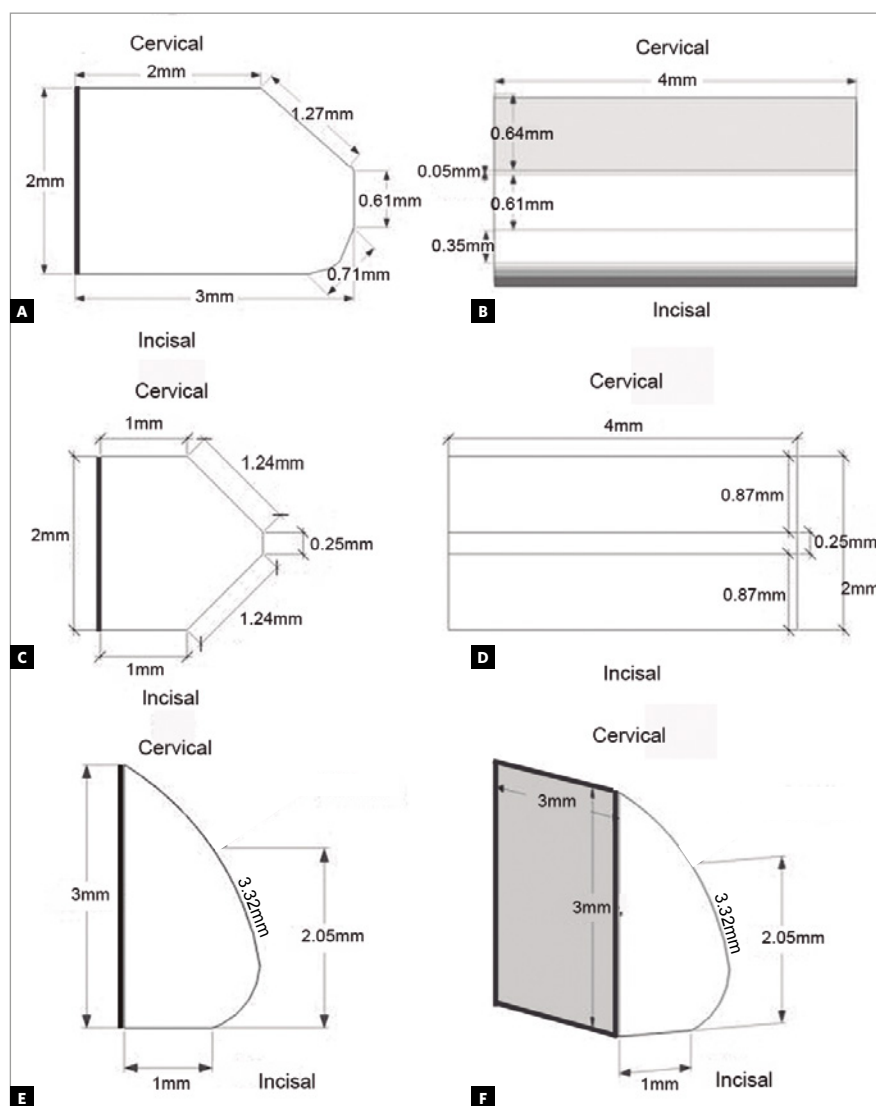 Cervical
2mm
1.27mm
2mm
0.61mm
0.71mm
3mm
A
Incisal
Cervical
4mm
0.64mm
0.05mm
0.61mm
0.35mm
B
Incisal
Cervical
1mm
1.24mm
2mm
0.25mm
1.24mm
C
1mm
Incisal
Cervical
4mm
0.87mm
0.25mm
0.87mm
2mm
D
Incisal
Cervical
3mm
3.32mm
2.05mm
1mm
E
Incisal
Cervical
3mm
3mm
3.32mm
2.05mm
1mm
F
Incisal